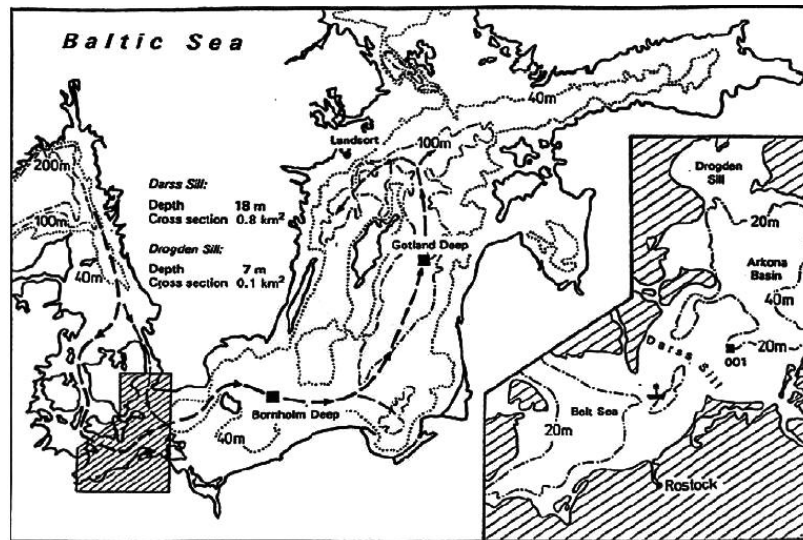 Baltic Sea
200m
100m
40m
Darss Sill:
Depth 18 m
Cross section 0.8 km²
Drogden Sill:
Depth 7 m
Cross section 0.1 km²
Landsort
40m
100m
Gotland Deep
Bornholm Deep
40m
Drogden
Sill
20m
Arkona
Basin
40m
Darss Sill
001
20m
Belt Sea
20m
Rostock